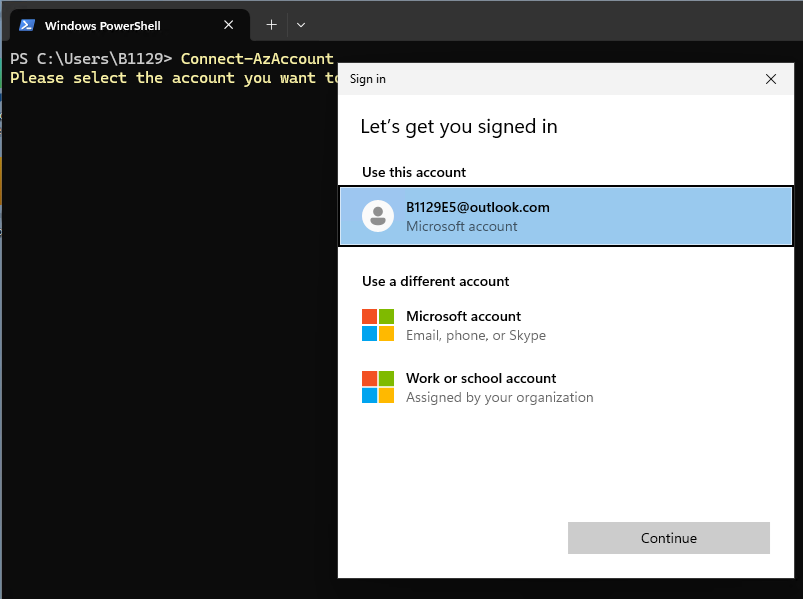 Windows PowerShell
PS C:\Users\B1129> Connect-AzAccount
Please select the account you want
Sign in
Let's get you signed in
Use this account
B1129E5@outlook.com
Microsoft account
Use a different account
Microsoft account
Email, phone, or Skype
Work or school account
Assigned by your organization
Continue